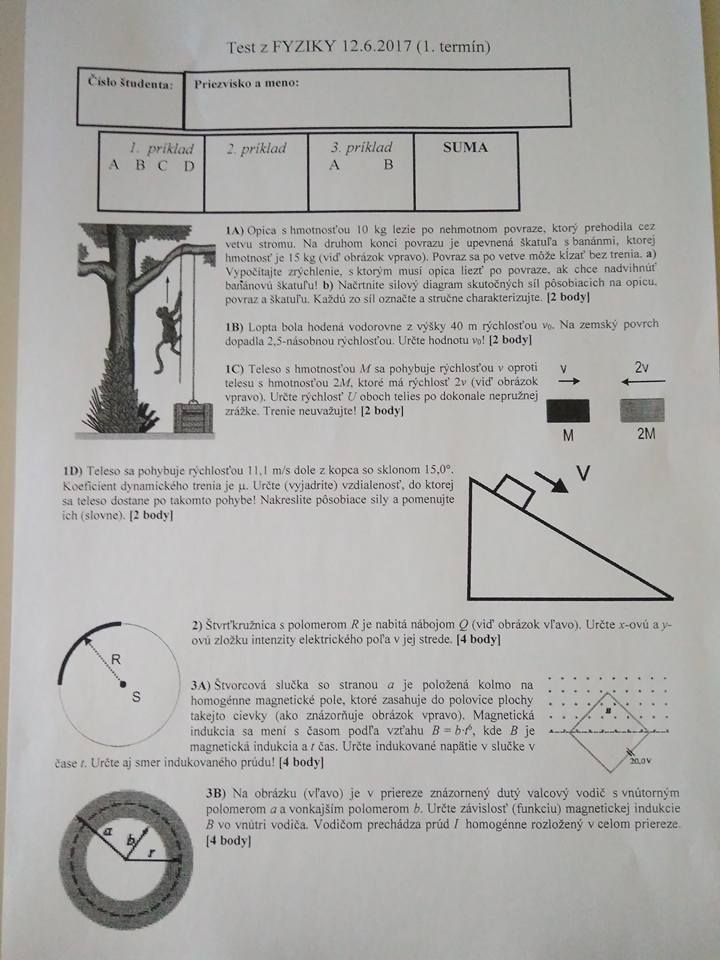 Test z FYZIKY 12.6.2017 (1. termín)
Číslo študenta: Priezvisko a meno:
1. príklad 2. príklad 3. príklad SUMA
A B C D A B
1A) Opica s hmotnosťou 10 kg lezie po nehmotnom povraze, ktorý prehodila cez
vetvu stromu. Na druhom konci povrazu je upevnená škatuľa s banánmi, ktorej
hmotnosť je 15 kg (viď obrázok vpravo). Povraz sa po vetve môže kĺzať bez trenia. a)
Vypočítajte zrýchlenie, s ktorým musí opica liezť po povraze, ak chce nadvihnúť
banánovú škatuľu! b) Načrtnite silový diagram skutočných síl pôsobiacich na opicu,
povraz a škatuľu. Každú zo síl označte a stručne charakterizujte. [2 body]
1B) Lopta bola hodená vodorovne z výšky 40 m rýchlosťou v₀. Na zemský povrch
dopadla 2,5-násobnou rýchlosťou. Určte hodnotu v₀! [2 body]
1C) Teleso s hmotnosťou M sa pohybuje rýchlosťou v oproti
telesu s hmotnosťou 2M, ktoré má rýchlosť 2v (viď obrázok
vpravo). Určte rýchlosť U oboch telies po dokonale nepružnej
zrážke. Trenie neuvažujte! [2 body]
v 2v
M 2M
1D) Teleso sa pohybuje rýchlosťou 11,1 m/s dole z kopca so sklonom 15,0°.
Koeficient dynamického trenia je μ. Určte (vyjadrite) vzdialenosť, do ktorej
sa teleso dostane po takomto pohybe! Nakreslite pôsobiace sily a pomenujte
ich (slovne). [2 body]
V
2) Štvrťkružnica s polomerom R je nabitá nábojom Q (viď obrázok vľavo). Určte x-ovú a y-
ovú zložku intenzity elektrického poľa v jej strede. [4 body]
R
S
3A) Štvorcová slučka so stranou a je položená kolmo na
homogénne magnetické pole, ktoré zasahuje do polovice plochy
takejto cievky (ako znázorňuje obrázok vpravo). Magnetická
indukcia sa mení s časom podľa vzťahu B = b·t⁶, kde B je
magnetická indukcia a t čas. Určte indukované napätie v slučke v
čase t. Určte aj smer indukovaného prúdu! [4 body]
B
20,0 V
3B) Na obrázku (vľavo) je v priereze znázornený dutý valcový vodič s vnútorným
polomerom a a vonkajším polomerom b. Určte závislosť (funkciu) magnetickej indukcie
B vo vnútri vodiča. Vodičom prechádza prúd I homogénne rozložený v celom priereze.
[4 body]
a
b
r